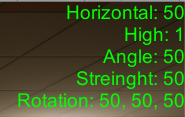 Horizontal: 50
High: 1
Angle: 50
Streinght: 50
Rotation: 50, 50, 50